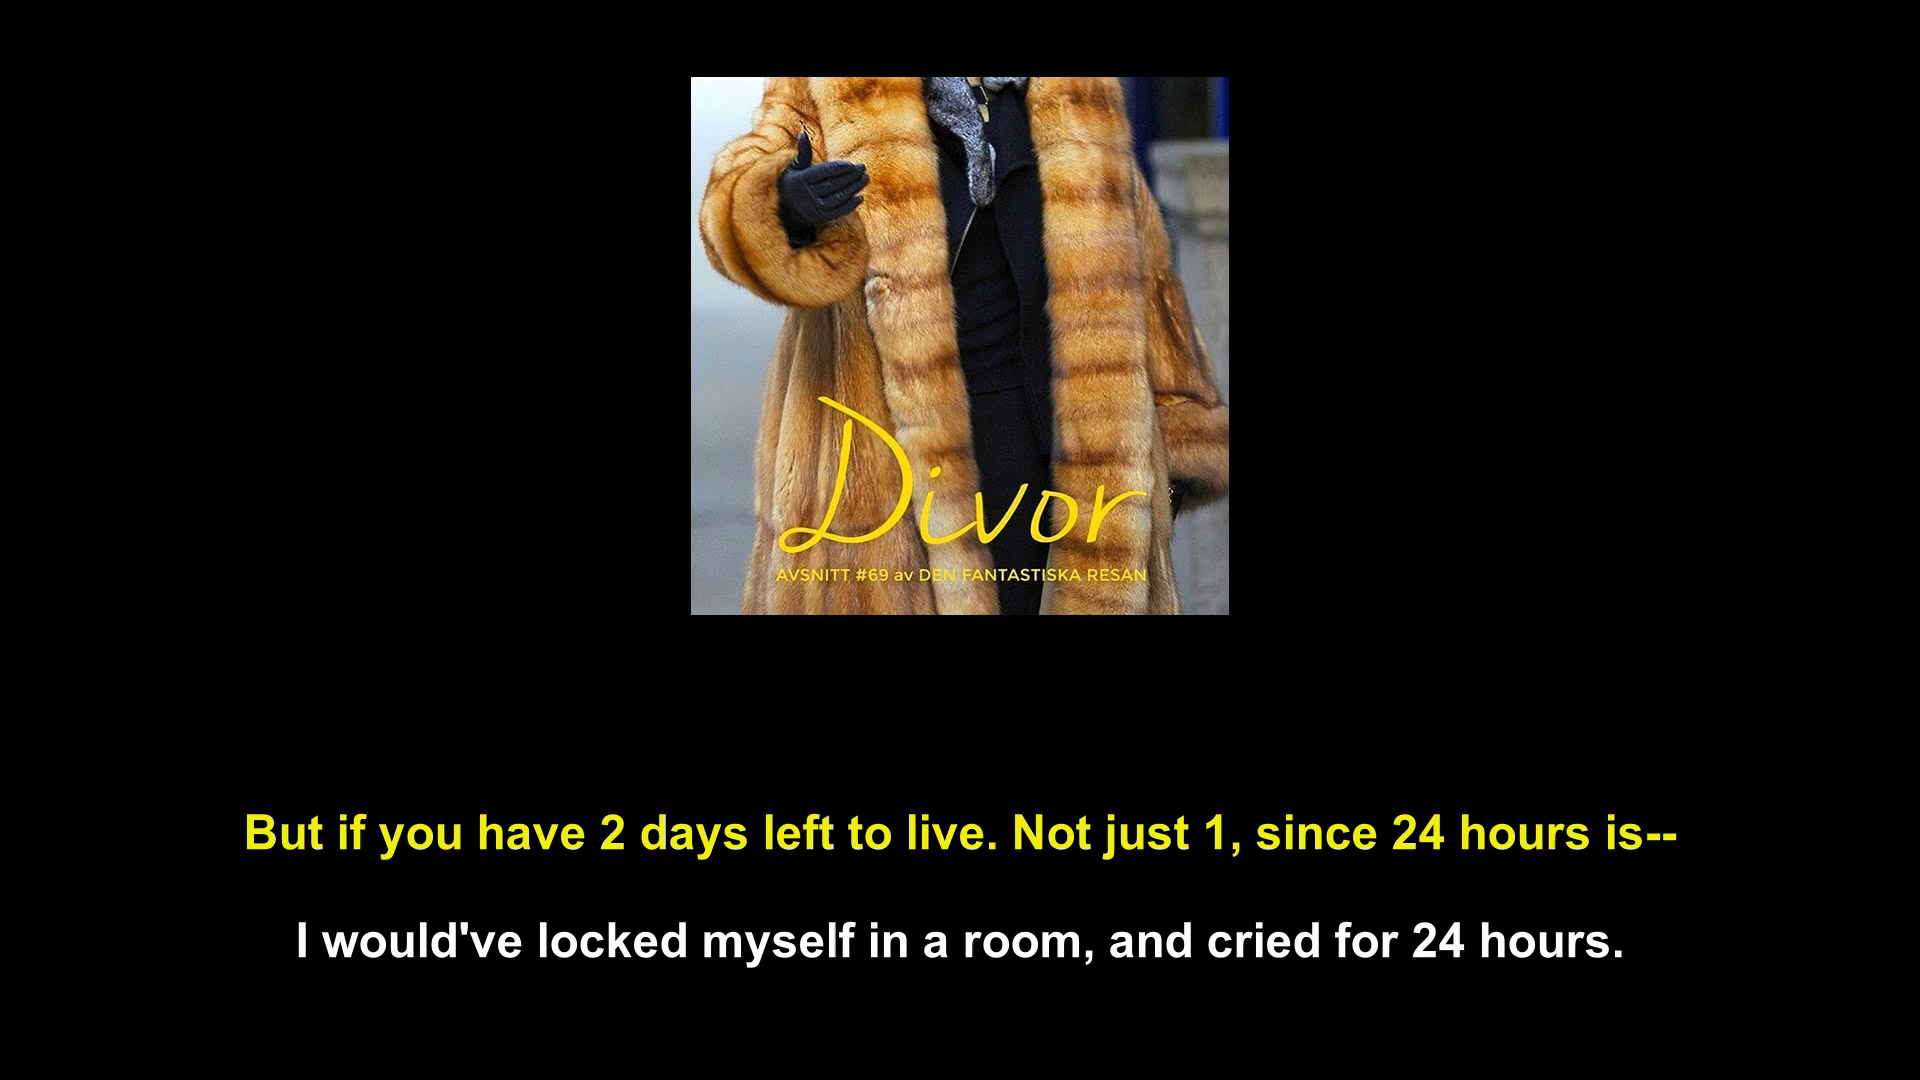 Divor
AVSNITT #69 av DEN FANTASTISKA RESAN
But if you have 2 days left to live. Not just 1, since 24 hours is--
I would've locked myself in a room, and cried for 24 hours.